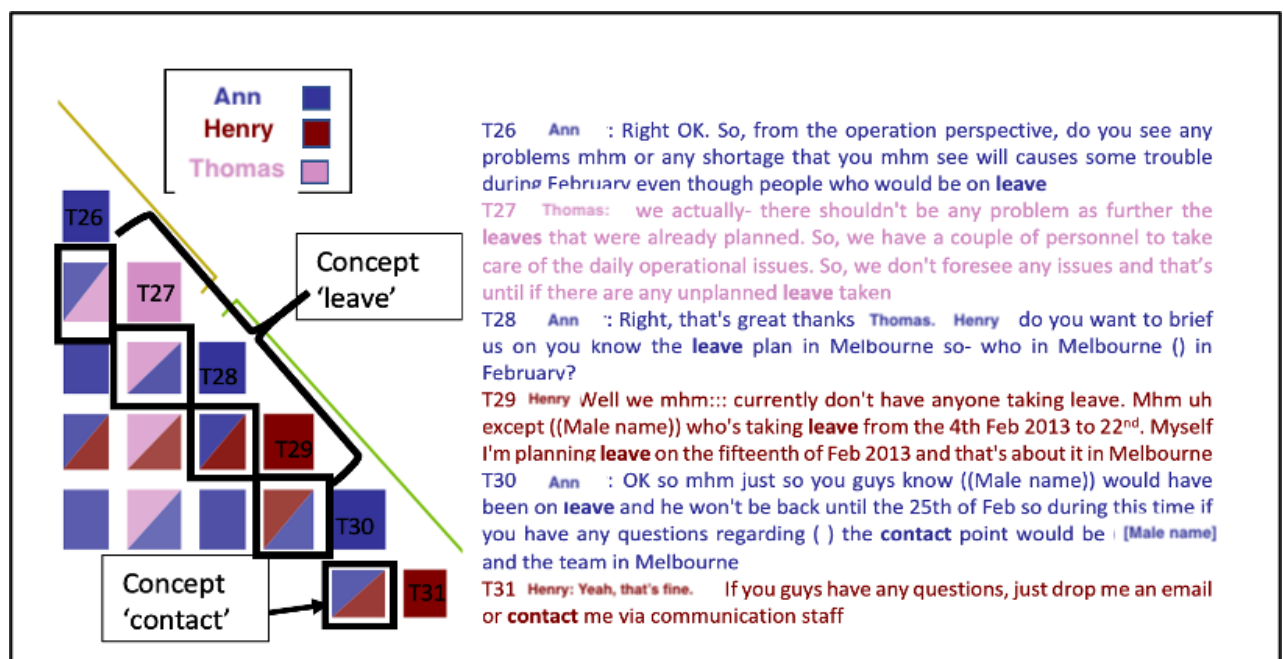 Ann
Henry
Thomas
T26
T27
T28
T29
T30
T31
Concept
'leave'
Concept
'contact'
T26 Ann : Right OK. So, from the operation perspective, do you see any
problems mhm or any shortage that you mhm see will causes some trouble
during February even though people who would be on leave
T27 Thomas: we actually- there shouldn't be any problem as further the
leaves that were already planned. So, we have a couple of personnel to take
care of the daily operational issues. So, we don't foresee any issues and that's
until if there are any unplanned leave taken
T28 Ann : Right, that's great thanks Thomas. Henry do you want to brief
us on you know the leave plan in Melbourne so- who in Melbourne () in
February?
T29 Henry Well we mhm::: currently don't have anyone taking leave. Mhm uh
except ((Male name)) who's taking leave from the 4th Feb 2013 to 22nd. Myself
I'm planning leave on the fifteenth of Feb 2013 and that's about it in Melbourne
T30 Ann : OK so mhm just so you guys know ((Male name)) would have
been on leave and he won't be back until the 25th of Feb so during this time if
you have any questions regarding ( ) the contact point would be [Male name]
and the team in Melbourne
T31 Henry: Yeah, that's fine. If you guys have any questions, just drop me an email
or contact me via communication staff